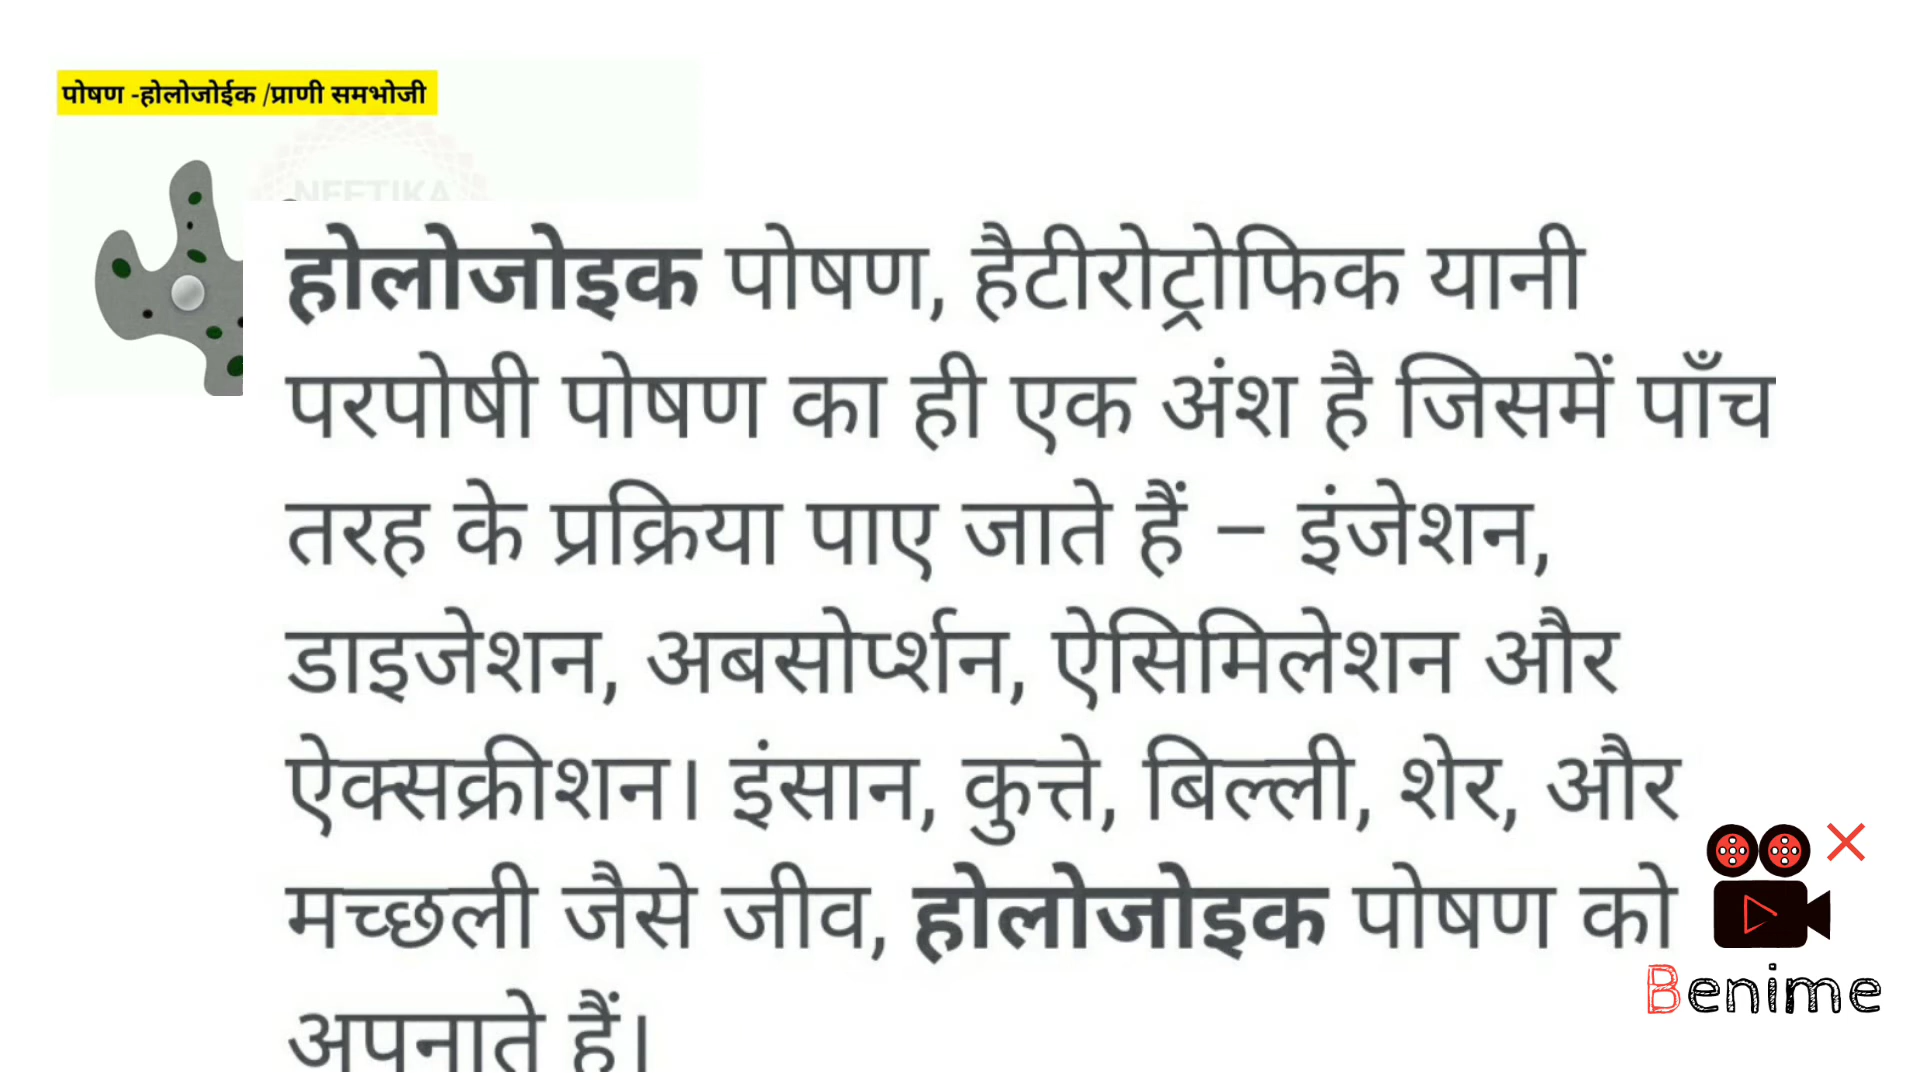 पोषण -होलोजोईक /प्राणी समभोजी
NEETIKA
होलोजोइक पोषण, हैटीरोट्रोफिक यानी
परपोषी पोषण का ही एक अंश है जिसमें पाँच
तरह के प्रक्रिया पाए जाते हैं – इंजेशन,
डाइजेशन, अबसोर्प्शन, ऐसिमिलेशन और
ऐक्सक्रीशन। इंसान, कुत्ते, बिल्ली, शेर, और
मच्छली जैसे जीव, होलोजोइक पोषण को
अपनाते हैं।
Benime